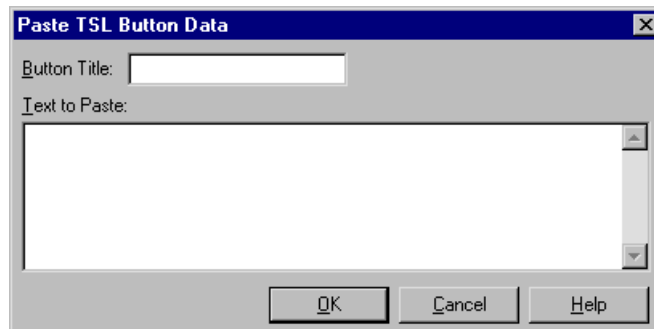 Paste TSL Button Data
Button Title:
Text to Paste:
OK Cancel Help